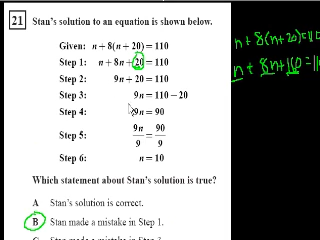 21 Stan's solution to an equation is shown below.
Given: n + 8(n + 20) = 110
Step 1: n + 8n + 20 = 110
Step 2: 9n + 20 = 110
Step 3: 9n = 110 − 20
Step 4: 9n = 90
Step 5: 9n/9 = 90/9
Step 6: n = 10
Which statement about Stan's solution is true?
A Stan's solution is correct.
B Stan made a mistake in Step 1.
n + 8(n + 20) = 110
n + 8n + 160 = 110